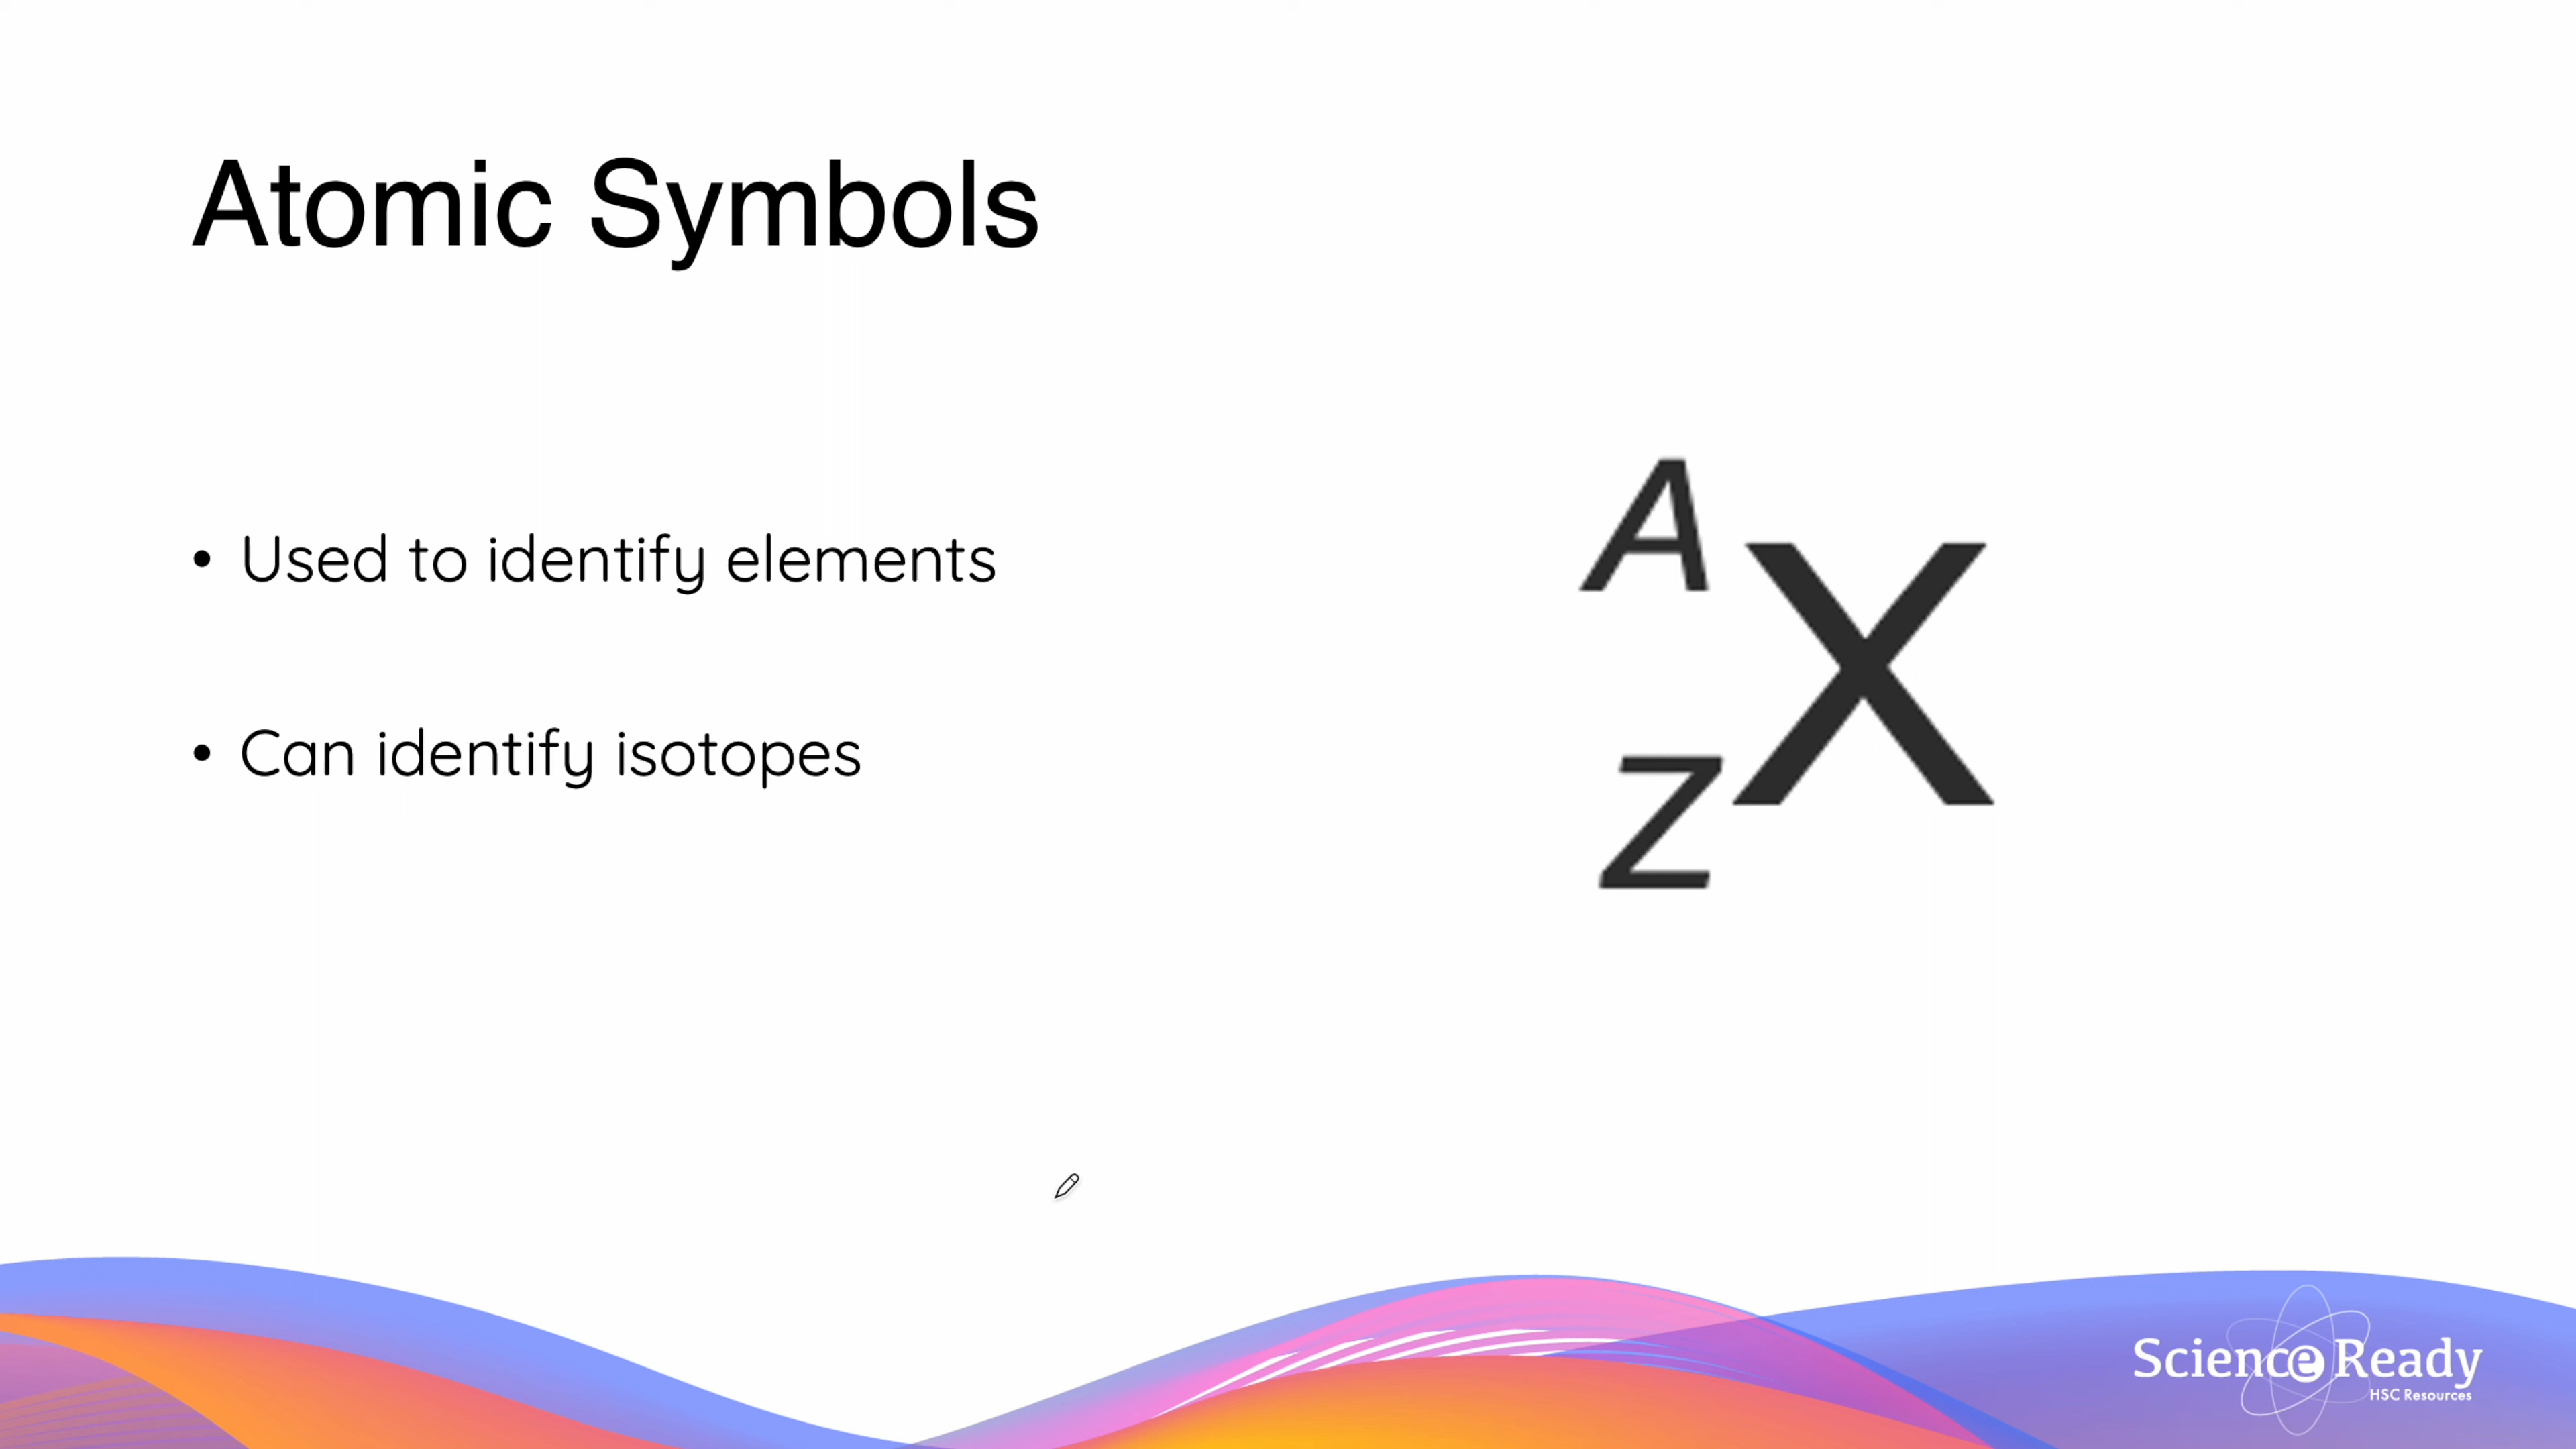 Atomic Symbols
• Used to identify elements
• Can identify isotopes
A
X
Z
Science Ready
HSC Resources